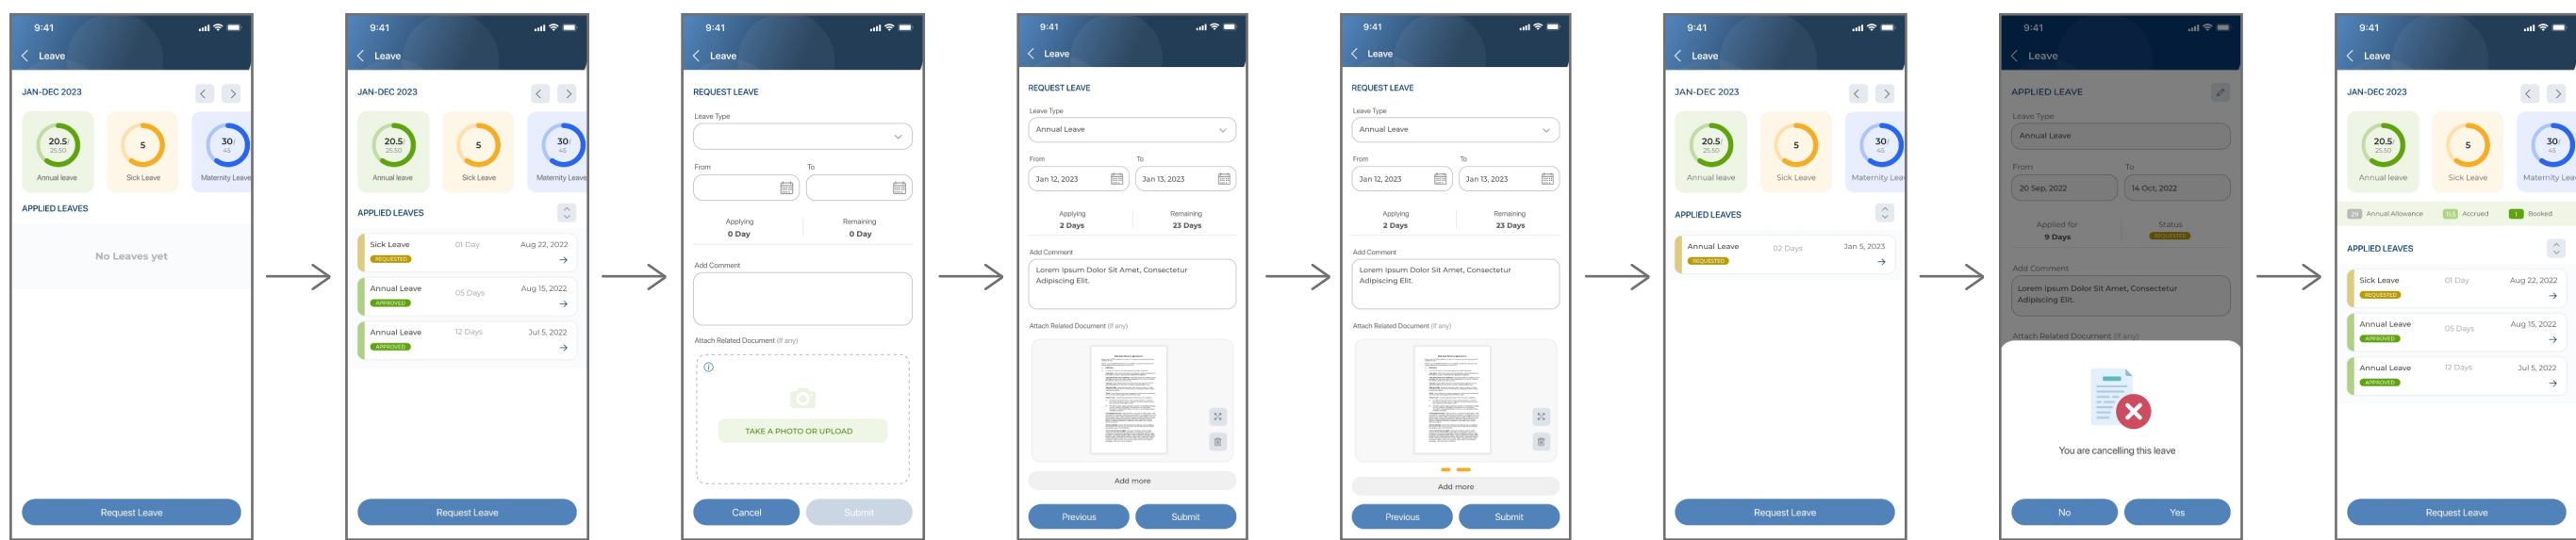 9:41
Leave
JAN-DEC 2023
20.5/
25.50
Annual leave
5
Sick Leave
30/
45
Maternity Leave
APPLIED LEAVES
No Leaves yet
Request Leave
9:41
Leave
JAN-DEC 2023
20.5/
25.50
Annual leave
5
Sick Leave
30/
45
Maternity Leave
APPLIED LEAVES
Sick Leave 01 Day Aug 22, 2022
REQUESTED
Annual Leave 05 Days Aug 15, 2022
APPROVED
Annual Leave 12 Days Jul 5, 2022
APPROVED
Request Leave
9:41
Leave
REQUEST LEAVE
Leave Type
From To
Applying Remaining
0 Day 0 Day
Add Comment
Attach Related Document (if any)
TAKE A PHOTO OR UPLOAD
Cancel Submit
9:41
Leave
REQUEST LEAVE
Leave Type
Annual Leave
From To
Jan 12, 2023 Jan 13, 2023
Applying Remaining
2 Days 23 Days
Add Comment
Lorem Ipsum Dolor Sit Amet, Consectetur
Adipiscing Elit.
Attach Related Document (if any)
Add more
Previous Submit
9:41
Leave
REQUEST LEAVE
Leave Type
Annual Leave
From To
Jan 12, 2023 Jan 13, 2023
Applying Remaining
2 Days 23 Days
Add Comment
Lorem Ipsum Dolor Sit Amet, Consectetur
Adipiscing Elit.
Attach Related Document (if any)
Add more
Previous Submit
9:41
Leave
JAN-DEC 2023
20.5/
25.50
Annual leave
5
Sick Leave
30/
45
Maternity Leav
APPLIED LEAVES
Annual Leave 02 Days Jan 5, 2023
REQUESTED
Request Leave
9:41
Leave
APPLIED LEAVE
Leave Type
Annual Leave
From To
20 Sep, 2022 14 Oct, 2022
Applied for Status
9 Days REQUESTED
Add Comment
Lorem Ipsum Dolor Sit Amet, Consectetur
Adipiscing Elit.
Attach Related Document (if any)
You are cancelling this leave
No Yes
9:41
Leave
JAN-DEC 2023
20.5/
25.50
Annual leave
5
Sick Leave
30/
45
Maternity Leav
29 Annual Allowance Accrued 1 Booked
APPLIED LEAVES
Sick Leave 01 Day Aug 22, 2022
REQUESTED
Annual Leave 05 Days Aug 15, 2022
APPROVED
Annual Leave 12 Days Jul 5, 2022
APPROVED
Request Leave